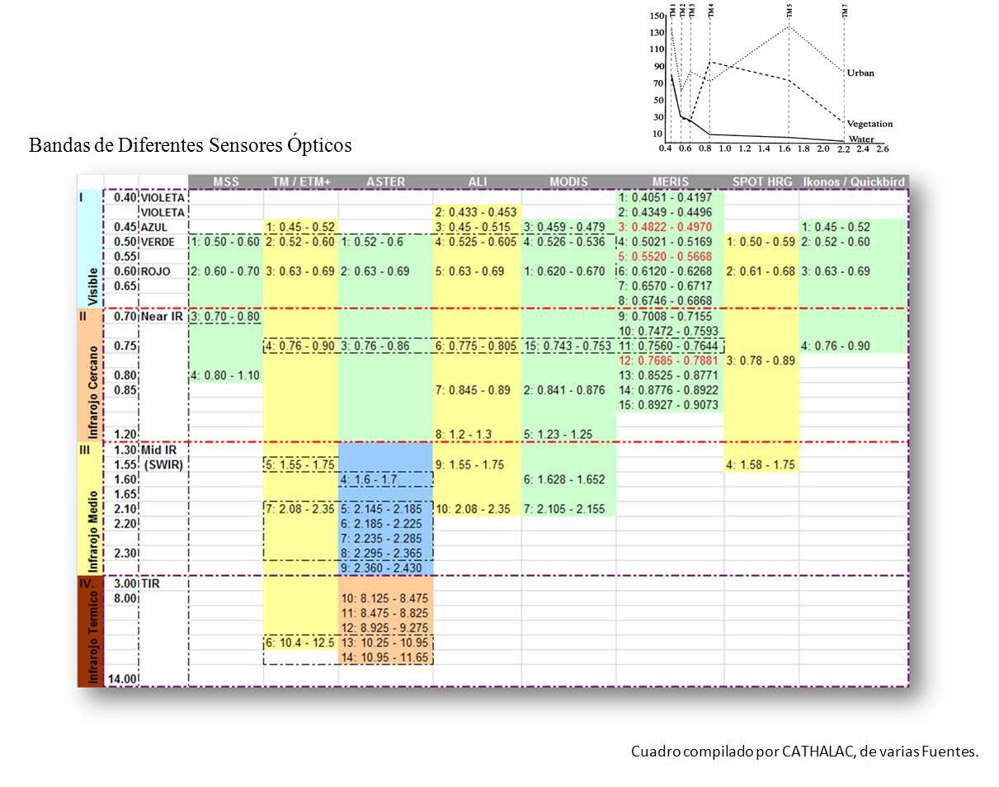 TM 1 TM 2 TM 3 TM 4 TM 5 TM 7
150
130
110
90
70
50
30
10
Urban
Vegetation
Water
0.4 0.6 0.8 1.0 1.2 1.4 1.6 1.8 2.0 2.2 2.4 2.6
Bandas de Diferentes Sensores Ópticos
MSS TM / ETM+ ASTER ALI MODIS MERIS SPOT HRG Ikonos / Quickbird
I 0.40 VIOLETA 1: 0.4051 - 0.4197
VIOLETA 2: 0.433 - 0.453 2: 0.4349 - 0.4496
0.45 AZUL 1: 0.45 - 0.52 3: 0.45 - 0.515 3: 0.459 - 0.479 3: 0.4822 - 0.4970 1: 0.45 - 0.52
0.50 VERDE 1: 0.50 - 0.60 2: 0.52 - 0.60 1: 0.52 - 0.6 4: 0.525 - 0.605 4: 0.526 - 0.536 4: 0.5021 - 0.5169 1: 0.50 - 0.59 2: 0.52 - 0.60
0.55 5: 0.5520 - 0.5668
0.60 ROJO 2: 0.60 - 0.70 3: 0.63 - 0.69 2: 0.63 - 0.69 5: 0.63 - 0.69 1: 0.620 - 0.670 6: 0.6120 - 0.6268 2: 0.61 - 0.68 3: 0.63 - 0.69
0.65 7: 0.6570 - 0.6717
8: 0.6746 - 0.6868
Visible
II 0.70 Near IR 3: 0.70 - 0.80 9: 0.7008 - 0.7155
10: 0.7472 - 0.7593
0.75 4: 0.76 - 0.90 3: 0.76 - 0.86 6: 0.775 - 0.805 15: 0.743 - 0.753 11: 0.7560 - 0.7644 4: 0.76 - 0.90
12: 0.7685 - 0.7881 3: 0.78 - 0.89
0.80 4: 0.80 - 1.10 13: 0.8525 - 0.8771
0.85 7: 0.845 - 0.89 2: 0.841 - 0.876 14: 0.8776 - 0.8922
15: 0.8927 - 0.9073
1.20 8: 1.2 - 1.3 5: 1.23 - 1.25
Infrarojo Cercano
III 1.30 Mid IR
1.55 (SWIR) 5: 1.55 - 1.75 9: 1.55 - 1.75 4: 1.58 - 1.75
1.60 4: 1.6 - 1.7 6: 1.628 - 1.652
1.65
2.10 7: 2.08 - 2.35 5: 2.145 - 2.185 10: 2.08 - 2.35 7: 2.105 - 2.155
2.20 6: 2.185 - 2.225
7: 2.235 - 2.285
2.30 8: 2.295 - 2.365
9: 2.360 - 2.430
Infrarojo Medio
IV. 3.00 TIR
8.00 10: 8.125 - 8.475
11: 8.475 - 8.825
12: 8.925 - 9.275
6: 10.4 - 12.5 13: 10.25 - 10.95
14: 10.95 - 11.65
14.00
Infrarojo Termico
Cuadro compilado por CATHALAC, de varias Fuentes.